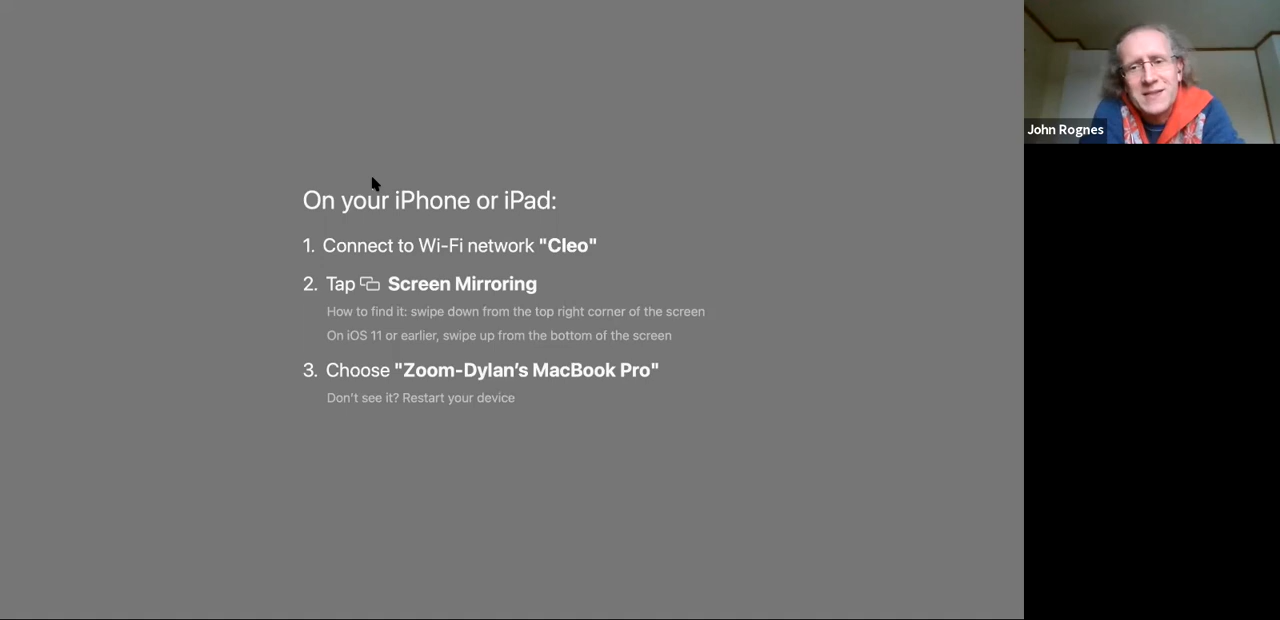 On your iPhone or iPad:
1. Connect to Wi-Fi network "Cleo"
2. Tap Screen Mirroring
How to find it: swipe down from the top right corner of the screen
On iOS 11 or earlier, swipe up from the bottom of the screen
3. Choose "Zoom-Dylan’s MacBook Pro"
Don't see it? Restart your device
John Rognes